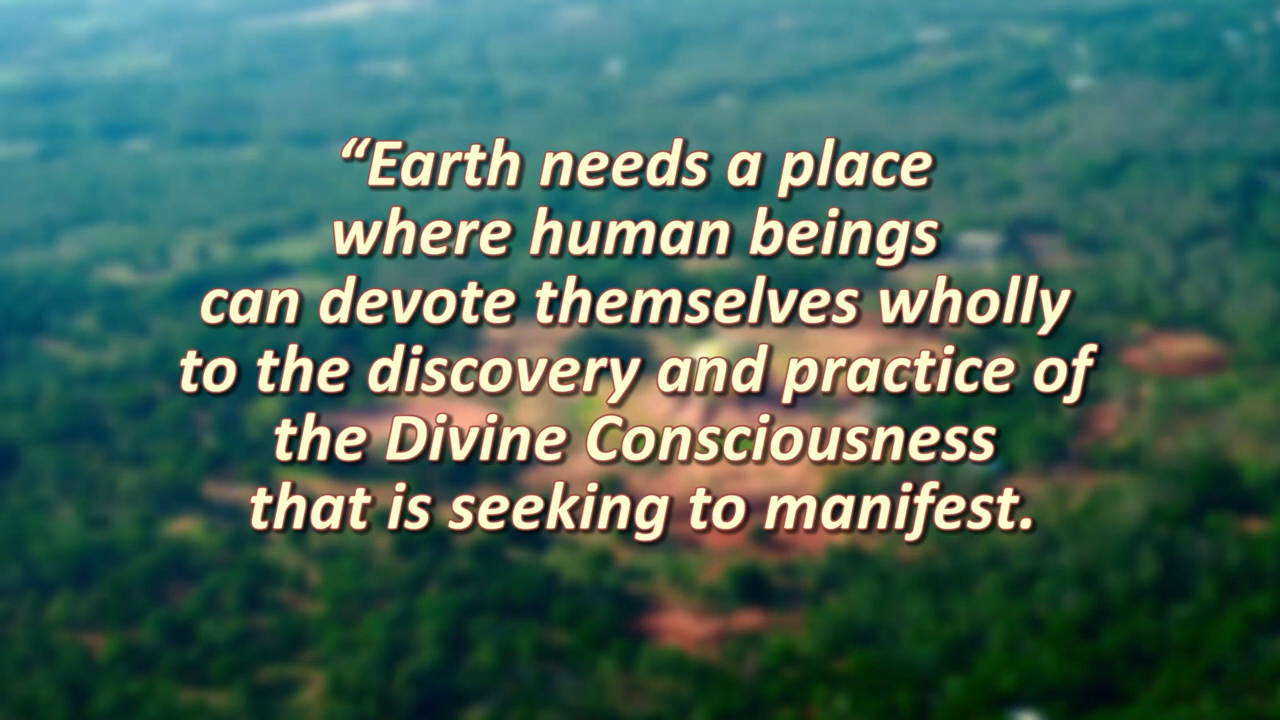 “Earth needs a place
where human beings
can devote themselves wholly
to the discovery and practice of
the Divine Consciousness
that is seeking to manifest.